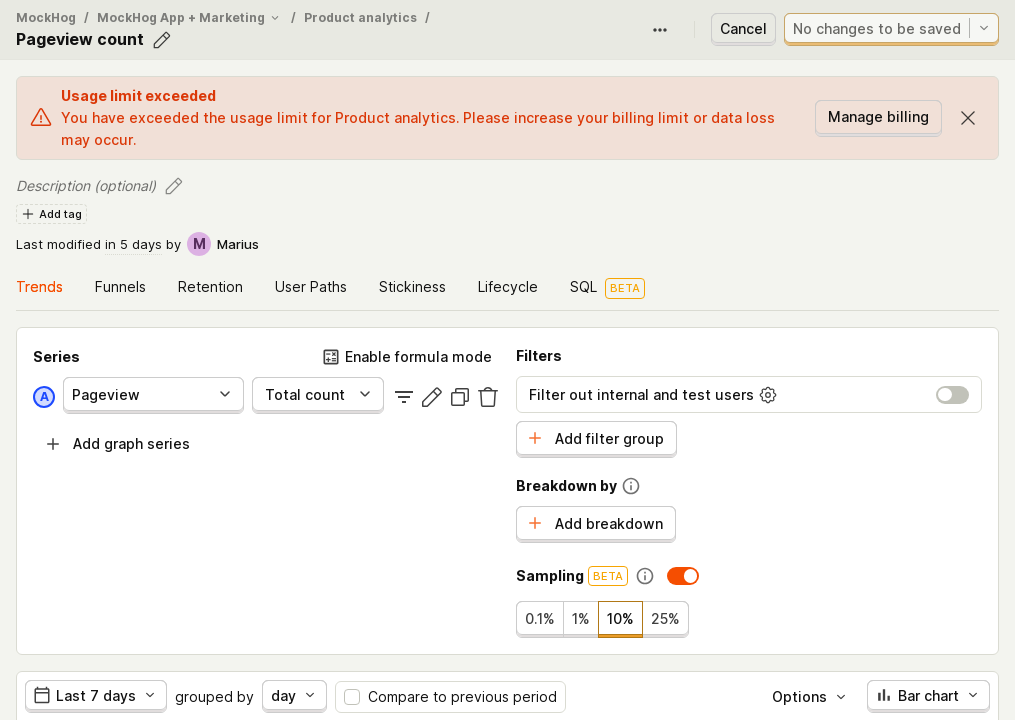 MockHog / MockHog App + Marketing / Product analytics /
Pageview count
Cancel
No changes to be saved
Usage limit exceeded
You have exceeded the usage limit for Product analytics. Please increase your billing limit or data loss
may occur.
Manage billing
Description (optional)
Add tag
Last modified in 5 days by M Marius
Trends Funnels Retention User Paths Stickiness Lifecycle SQL BETA
Series
Enable formula mode
A Pageview Total count
Add graph series
Filters
Filter out internal and test users
Add filter group
Breakdown by
Add breakdown
Sampling BETA
0.1% 1% 10% 25%
Last 7 days grouped by day Compare to previous period Options Bar chart